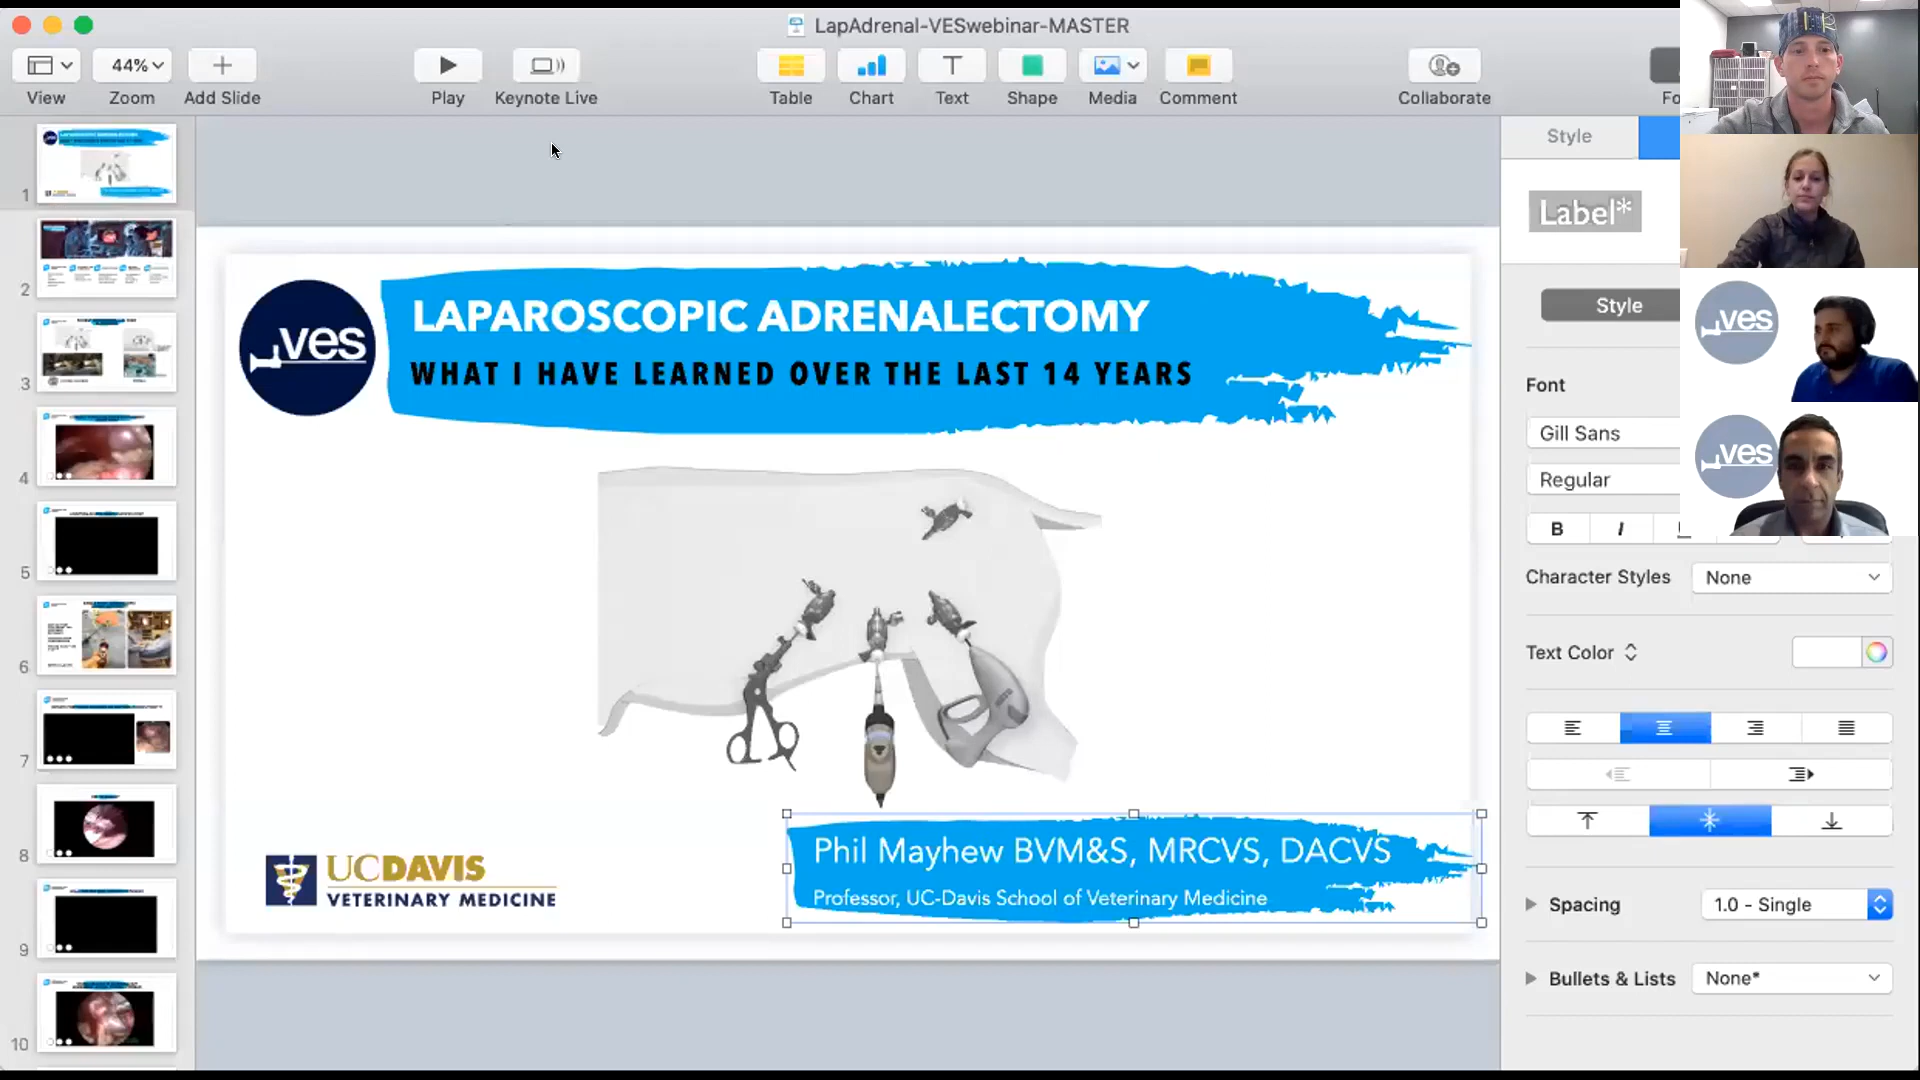 LapAdrenal-VESwebinar-MASTER
44%
View
Zoom
Add Slide
Play
Keynote Live
Table
Chart
Text
Shape
Media
Comment
Collaborate
Fo
1
2
3
4
5
6
7
8
9
10
ves
LAPAROSCOPIC ADRENALECTOMY
WHAT I HAVE LEARNED OVER THE LAST 14 YEARS
UCDAVIS
VETERINARY MEDICINE
Phil Mayhew BVM&S, MRCVS, DACVS
Professor, UC-Davis School of Veterinary Medicine
Style
Label*
Style
Font
Gill Sans
Regular
B I
Character Styles
None
Text Color
Spacing
1.0 - Single
Bullets & Lists
None*
ves
ves